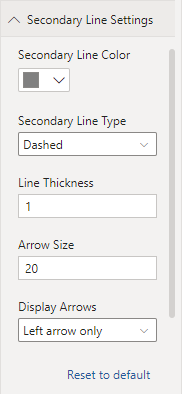 Secondary Line Settings
Secondary Line Color
Secondary Line Type
Dashed
Line Thickness
1
Arrow Size
20
Display Arrows
Left arrow only
Reset to default